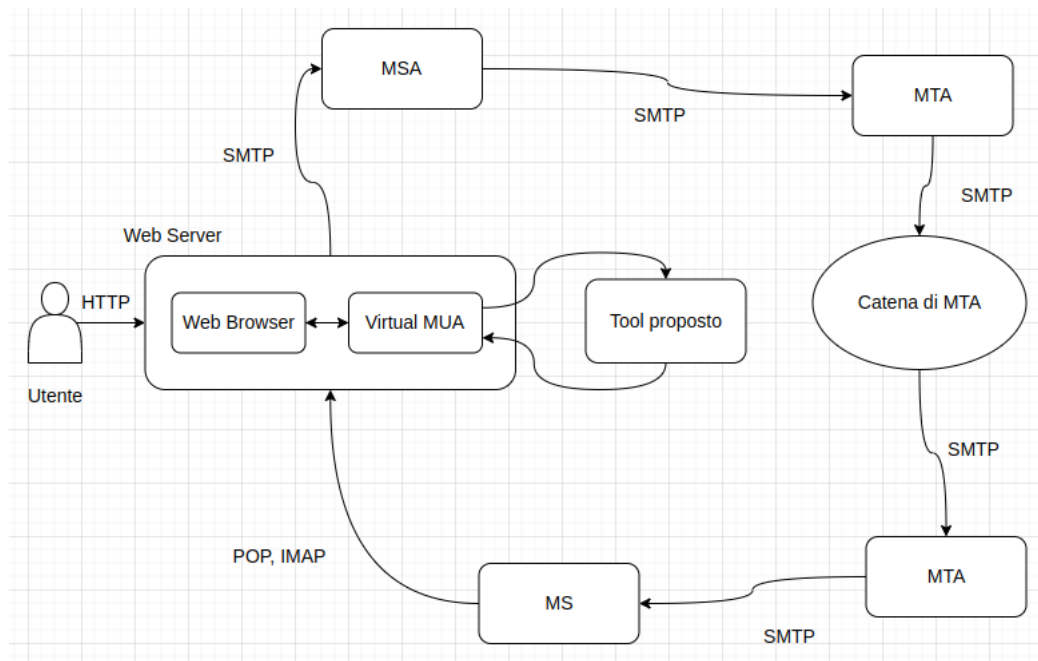 MSA
MTA
SMTP
SMTP
SMTP
Web Server
HTTP
Web Browser
Virtual MUA
Tool proposto
Catena di MTA
Utente
SMTP
POP, IMAP
MS
MTA
SMTP